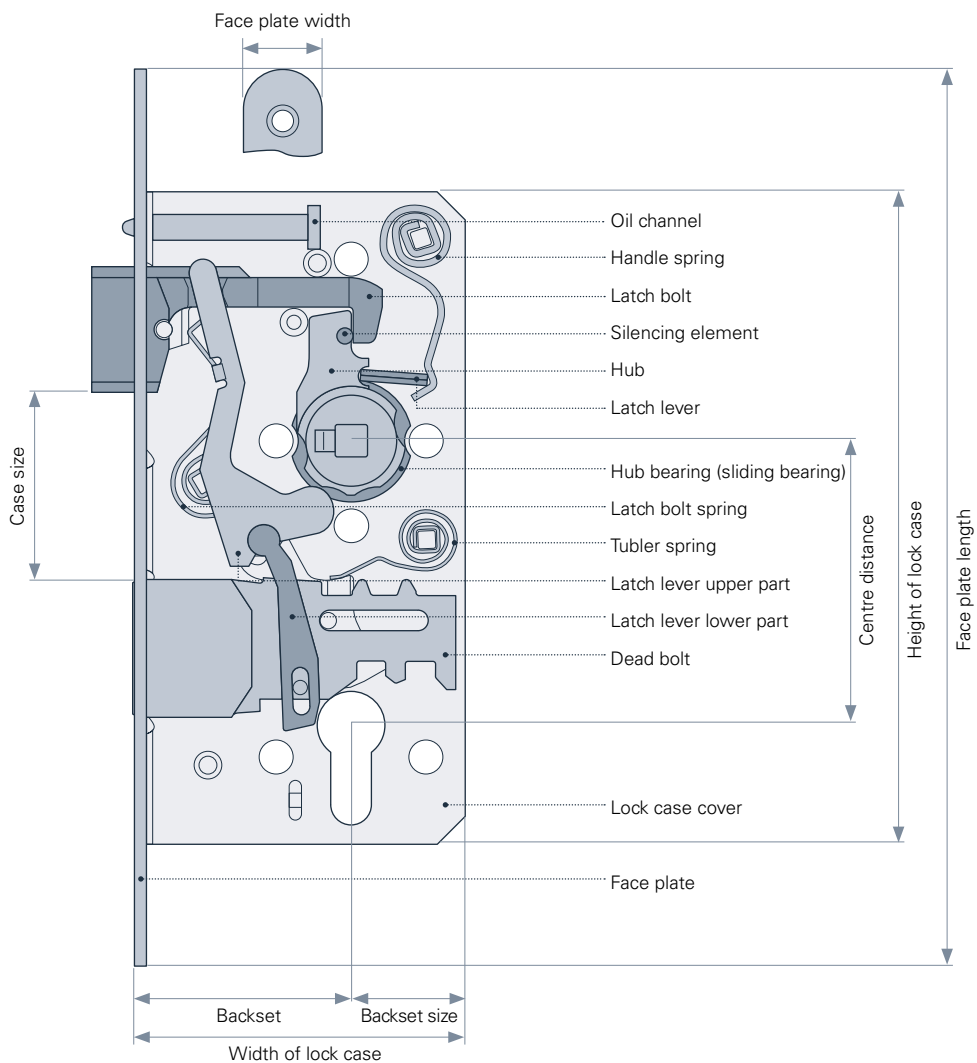 Face plate width
Oil channel
Handle spring
Latch bolt
Silencing element
Hub
Latch lever
Hub bearing (sliding bearing)
Latch bolt spring
Tubler spring
Latch lever upper part
Latch lever lower part
Dead bolt
Lock case cover
Face plate
Case size
Centre distance
Height of lock case
Face plate length
Backset
Backset size
Width of lock case